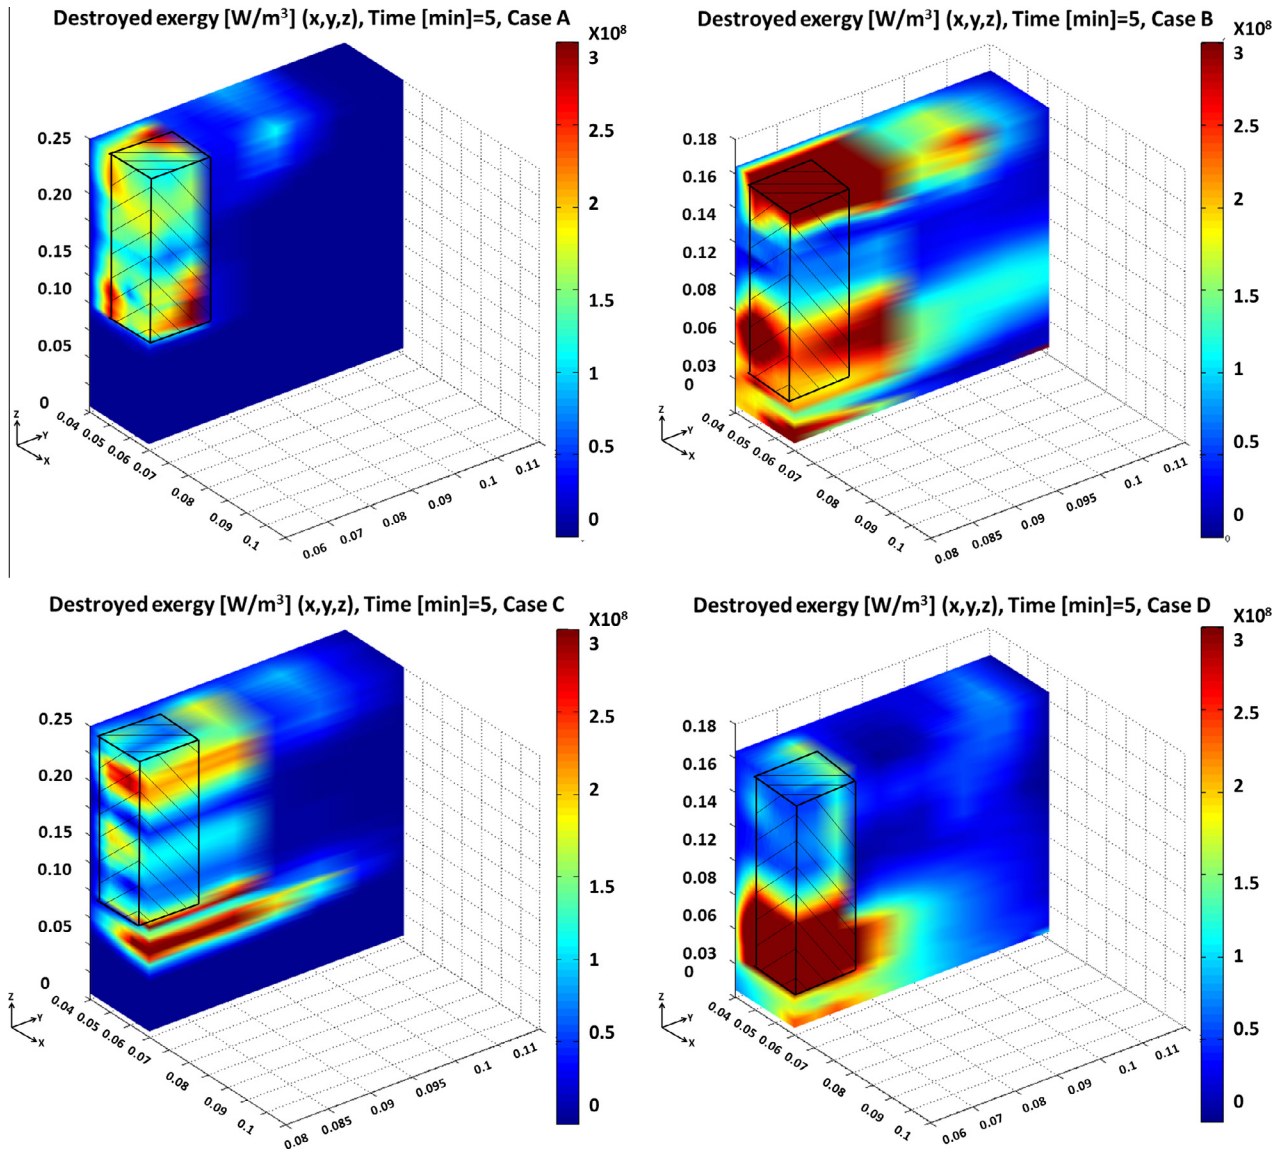 Destroyed exergy [W/m³] (x,y,z), Time [min]=5, Case A
X10⁸
3
2.5
2
1.5
1
0.5
0
0.25
0.20
0.15
0.10
0.05
0
0.04 0.05 0.06 0.07 0.08 0.09 0.1
0.06 0.07 0.08 0.09 0.1 0.11
Z
Y
X
Destroyed exergy [W/m³] (x,y,z), Time [min]=5, Case B
X10⁸
3
2.5
2
1.5
1
0.5
0
0
0.18
0.16
0.14
0.12
0.08
0.08
0.06
0.03
0
0.04 0.05 0.06 0.07 0.08 0.09 0.1
0.08 0.085 0.09 0.095 0.1 0.11
Z
Y
X
Destroyed exergy [W/m³] (x,y,z), Time [min]=5, Case C
X10⁸
3
2.5
2
1.5
1
0.5
0
0.25
0.20
0.15
0.10
0.05
0
0.04 0.05 0.06 0.07 0.08 0.09 0.1
0.08 0.085 0.09 0.095 0.1 0.11
Z
Y
X
Destroyed exergy [W/m³] (x,y,z), Time [min]=5, Case D
X10⁸
3
2.5
2
1.5
1
0.5
0
0.18
0.16
0.14
0.12
0.08
0.06
0.03
0
0.04 0.05 0.06 0.07 0.08 0.09 0.1
0.06 0.07 0.08 0.09 0.1 0.11
Z
Y
X